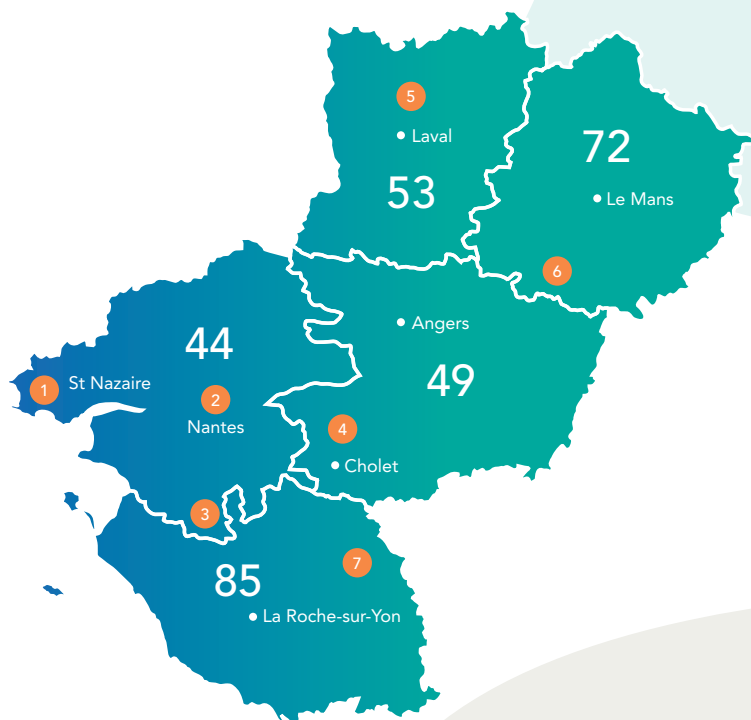 5
Laval
53
72
Le Mans
6
44
Angers
49
1
St Nazaire
2
Nantes
4
Cholet
3
7
85
La Roche-sur-Yon